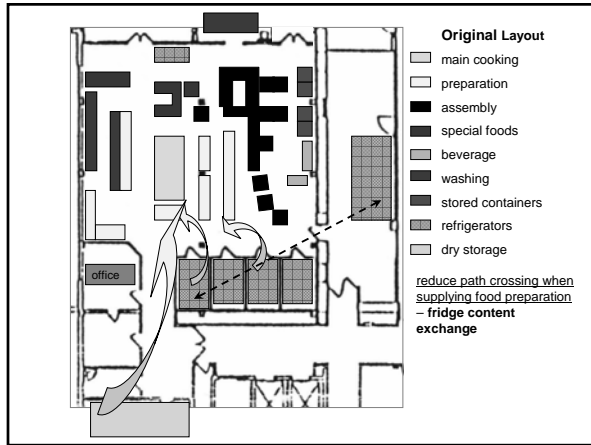 Original Layout
main cooking
preparation
assembly
special foods
beverage
washing
stored containers
refrigerators
dry storage
office
reduce path crossing when
supplying food preparation
– fridge content
exchange